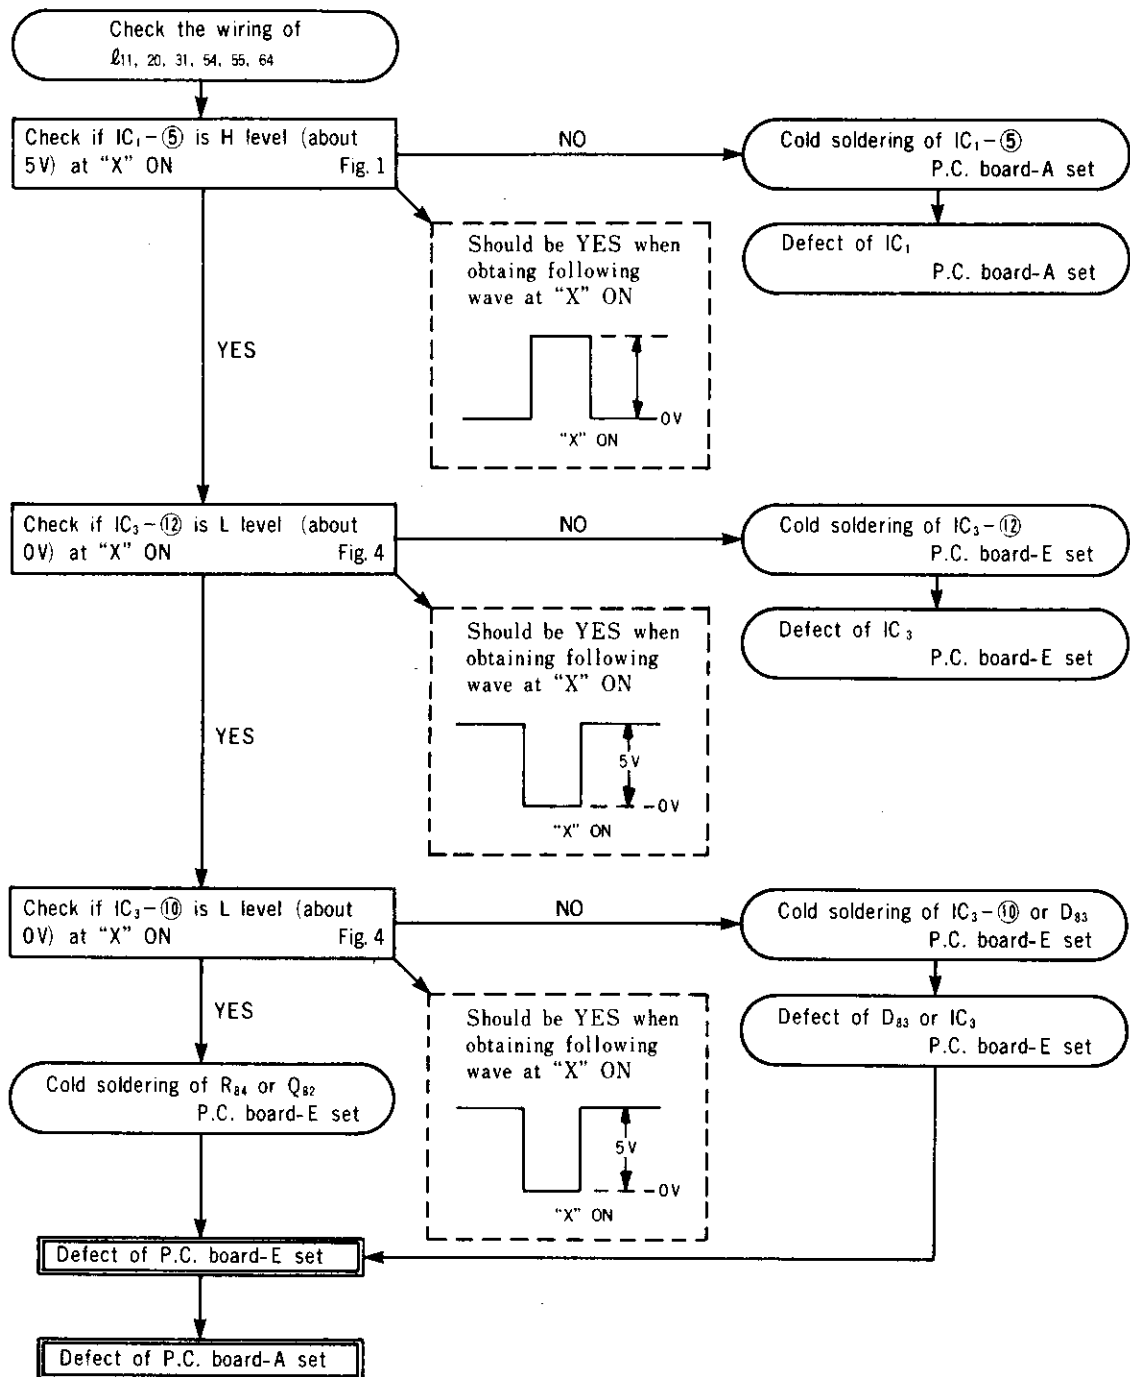 Check the wiring of
ℓ11, 20, 31, 54, 55, 64
Check if IC₁-⑤ is H level (about
5V) at “X” ON Fig. 1
NO
Cold soldering of IC₁-⑤
P.C. board-A set
Defect of IC₁
P.C. board-A set
Should be YES when
obtaing following
wave at “X” ON
0V
“X” ON
YES
Check if IC₃-⑫ is L level (about
0V) at “X” ON Fig. 4
NO
Cold soldering of IC₃-⑫
P.C. board-E set
Defect of IC₃
P.C. board-E set
Should be YES when
obtaining following
wave at “X” ON
5V
0V
“X” ON
YES
Check if IC₃-⑩ is L level (about
0V) at “X” ON Fig. 4
NO
Cold soldering of IC₃-⑩ or D₈₃
P.C. board-E set
Defect of D₈₃ or IC₃
P.C. board-E set
Should be YES when
obtaining following
wave at “X” ON
5V
0V
“X” ON
YES
Cold soldering of R₈₄ or Q₈₂
P.C. board-E set
Defect of P.C. board-E set
Defect of P.C. board-A set